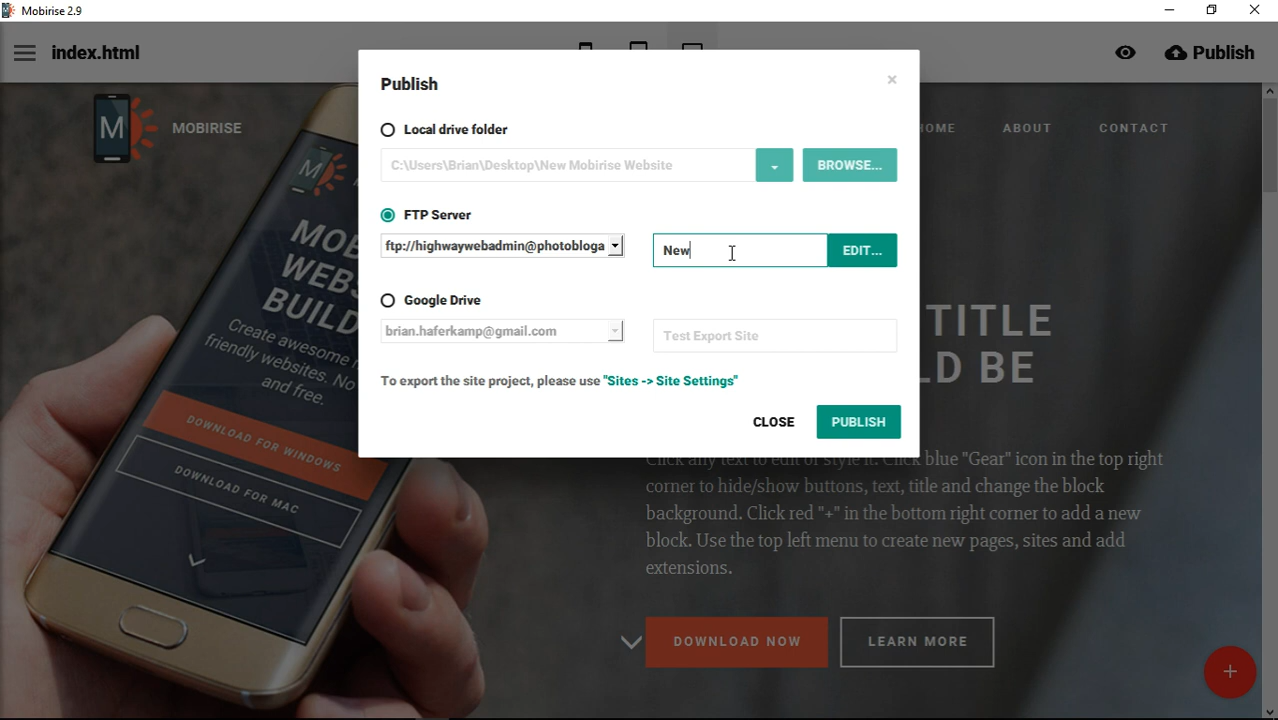 Mobirise 2.9
index.html
Publish
Publish
×
Local drive folder
C:\Users\Brian\Desktop\New Mobirise Website
BROWSE...
FTP Server
ftp://highwaywebadmin@photobloga
New
EDIT...
Google Drive
brian.haferkamp@gmail.com
Test Export Site
To export the site project, please use "Sites -> Site Settings"
CLOSE
PUBLISH
M
MOBIRISE
HOME
ABOUT
CONTACT
M
MOB
WEBS
BUILD
Create awesome
friendly websites. No
and free.
DOWNLOAD FOR WINDOWS
DOWNLOAD FOR MAC
TITLE
LD BE
Click any text to edit or style it. Click blue "Gear" icon in the top right
corner to hide/show buttons, text, title and change the block
background. Click red "+" in the bottom right corner to add a new
block. Use the top left menu to create new pages, sites and add
extensions.
DOWNLOAD NOW
LEARN MORE
+